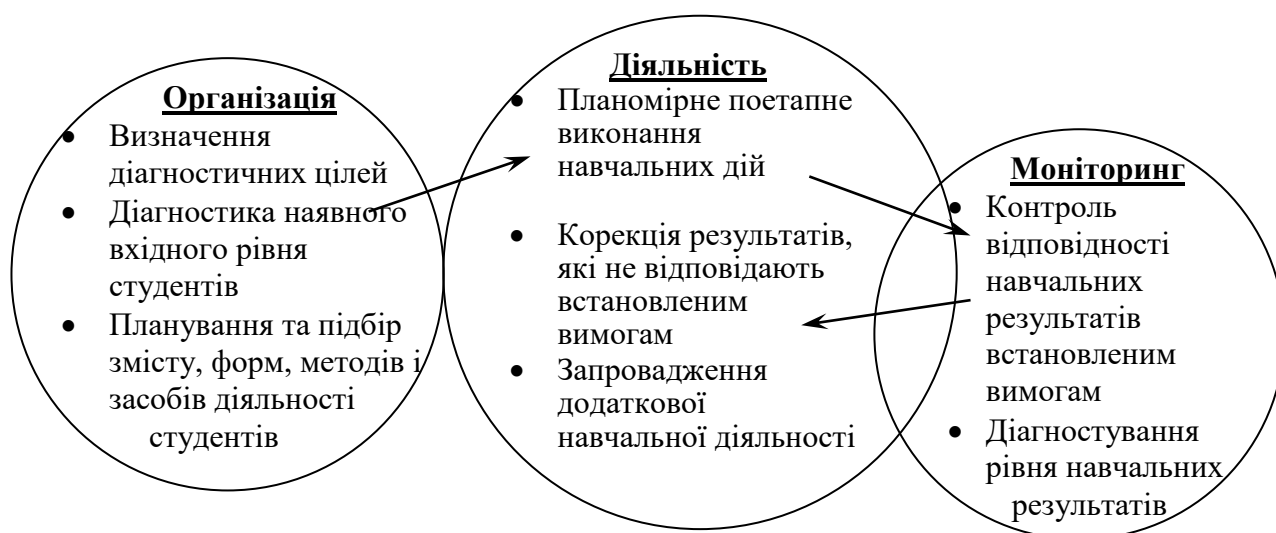 Організація
• Визначення
діагностичних цілей
• Діагностика наявного
вхідного рівня
студентів
• Планування та підбір
змісту, форм, методів і
засобів діяльності
студентів
Діяльність
• Планомірне поетапне
виконання
навчальних дій
• Корекція результатів,
які не відповідають
встановленим
вимогам
• Запровадження
додаткової
навчальної діяльності
Моніторинг
• Контроль
відповідності
навчальних
результатів
встановленим
вимогам
• Діагностування
рівня навчальних
результатів